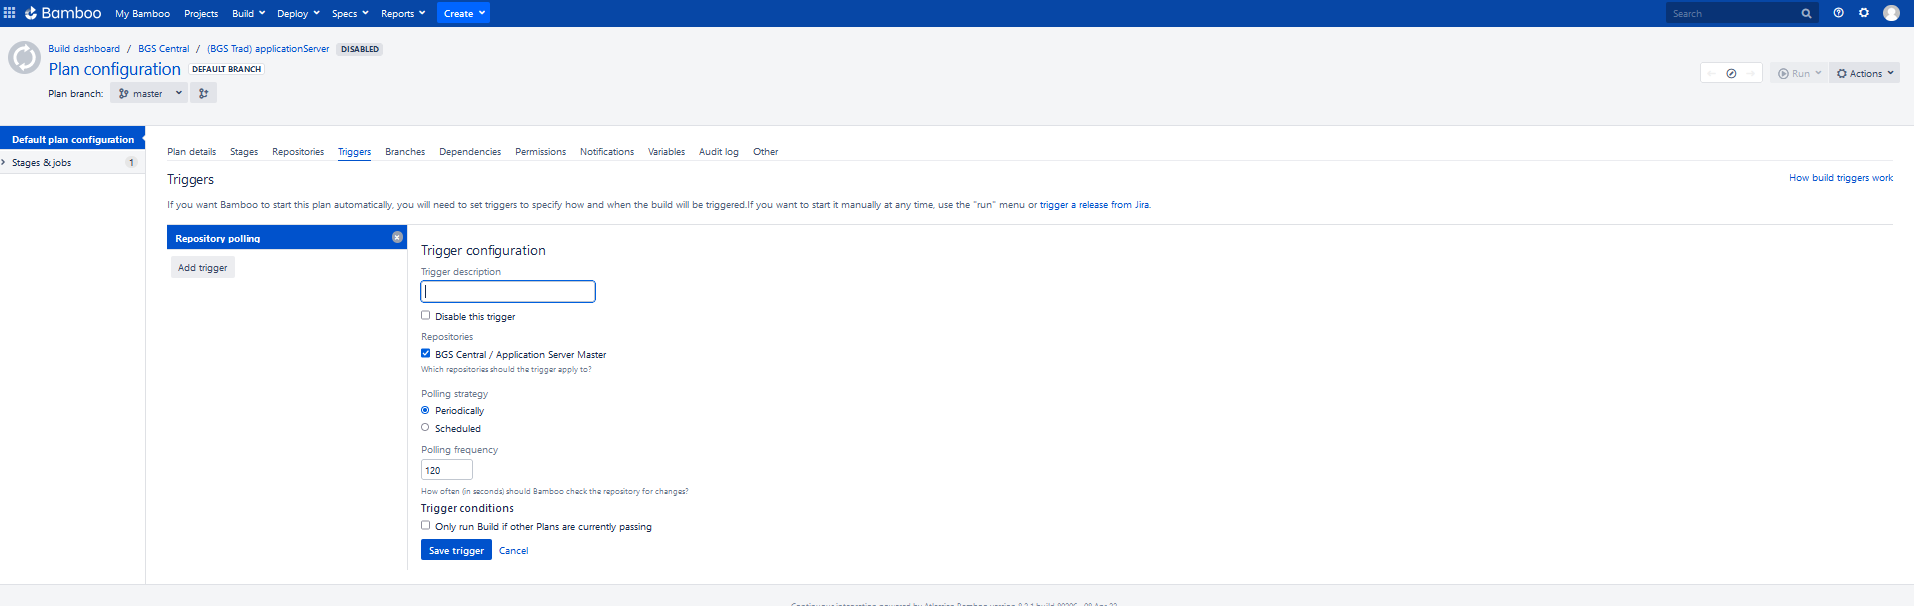 Bamboo My Bamboo Projects Build Deploy Specs Reports Create Search
Build dashboard / BGS Central / (BGS Trad) applicationServer DISABLED
Plan configuration DEFAULT BRANCH
Run Actions
Plan branch: master
Default plan configuration
Stages & jobs 1
Plan details Stages Repositories Triggers Branches Dependencies Permissions Notifications Variables Audit log Other
Triggers
How build triggers work
If you want Bamboo to start this plan automatically, you will need to set triggers to specify how and when the build will be triggered.If you want to start it manually at any time, use the "run" menu or trigger a release from Jira.
Repository polling
Add trigger
Trigger configuration
Trigger description
Disable this trigger
Repositories
BGS Central / Application Server Master
Which repositories should the trigger apply to?
Polling strategy
Periodically
Scheduled
Polling frequency
120
How often (in seconds) should Bamboo check the repository for changes?
Trigger conditions
Only run Build if other Plans are currently passing
Save trigger Cancel
Continuous integration powered by Atlassian Bamboo version